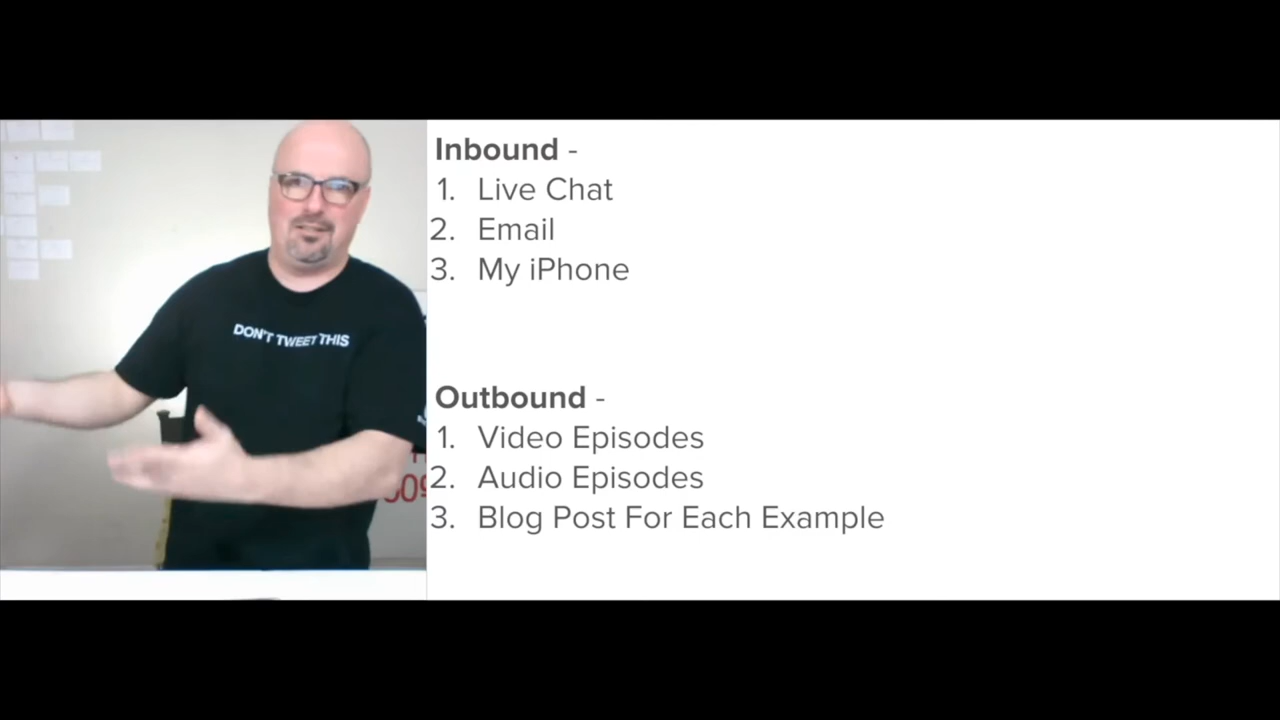 DON'T TWEET THIS
Inbound -
1. Live Chat
2. Email
3. My iPhone
Outbound -
1. Video Episodes
2. Audio Episodes
3. Blog Post For Each Example